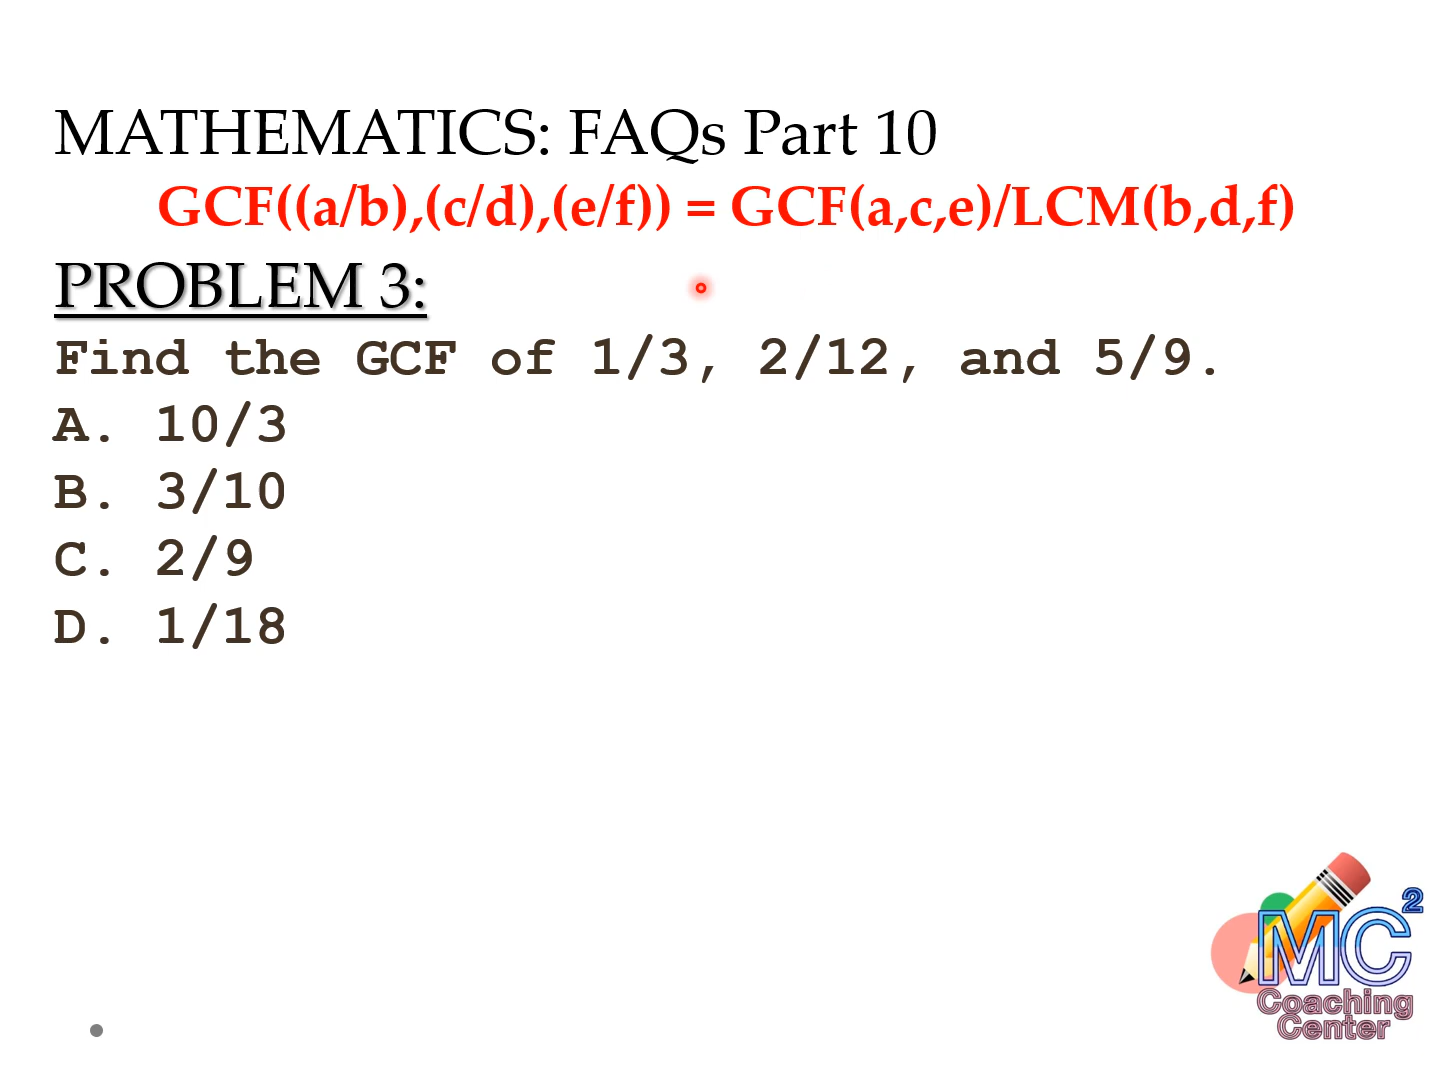 MATHEMATICS: FAQs Part 10
GCF((a/b),(c/d),(e/f)) = GCF(a,c,e)/LCM(b,d,f)
PROBLEM 3:
Find the GCF of 1/3, 2/12, and 5/9.
A. 10/3
B. 3/10
C. 2/9
D. 1/18
MC²
Coaching
Center